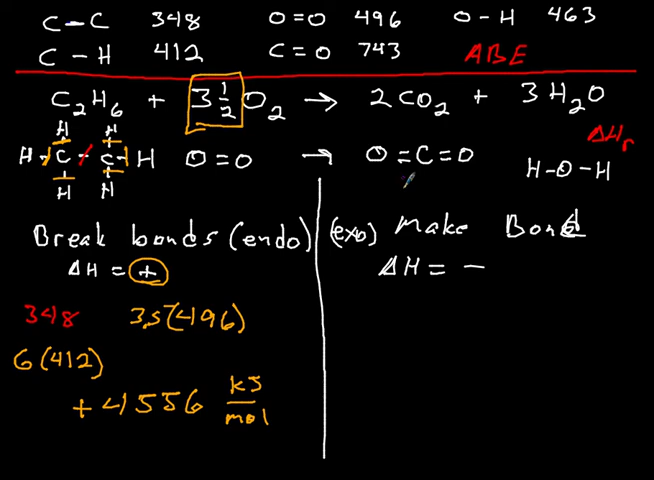 C-C 348 O=O 496 O-H 463
C-H 412 C=O 743 ABE
C2H6 + 3 1/2 O2 → 2CO2 + 3H2O
H H
H-C-C-H O=O → O=C=O H-O-H ΔHr
H H
Break bonds (endo) (exo) Make Bond
ΔH = + ΔH = -
348 3.5(496)
6(412)
+4556 kJ/mol